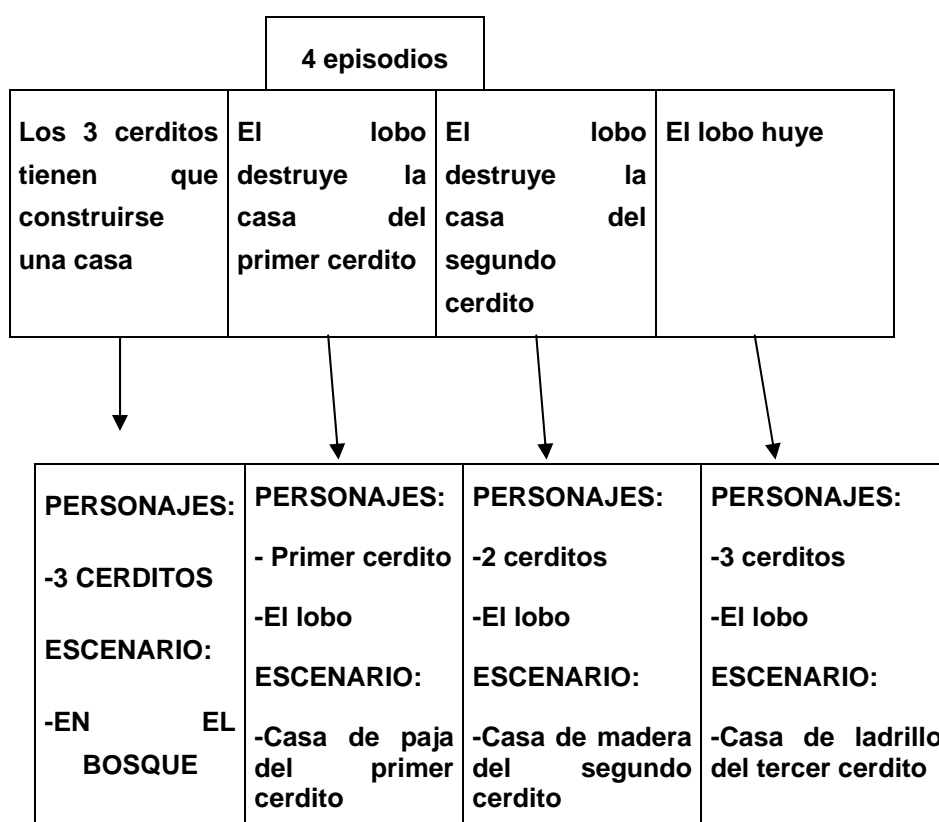 4 episodios
Los 3 cerditos
tienen que
construirse
una casa
El lobo
destruye la
casa del
primer cerdito
El lobo
destruye la
casa del
segundo
cerdito
El lobo huye
PERSONAJES:
-3 CERDITOS
ESCENARIO:
-EN EL
BOSQUE
PERSONAJES:
- Primer cerdito
-El lobo
ESCENARIO:
-Casa de paja
del primer
cerdito
PERSONAJES:
-2 cerditos
-El lobo
ESCENARIO:
-Casa de madera
del segundo
cerdito
PERSONAJES:
-3 cerditos
-El lobo
ESCENARIO:
-Casa de ladrillo
del tercer cerdito